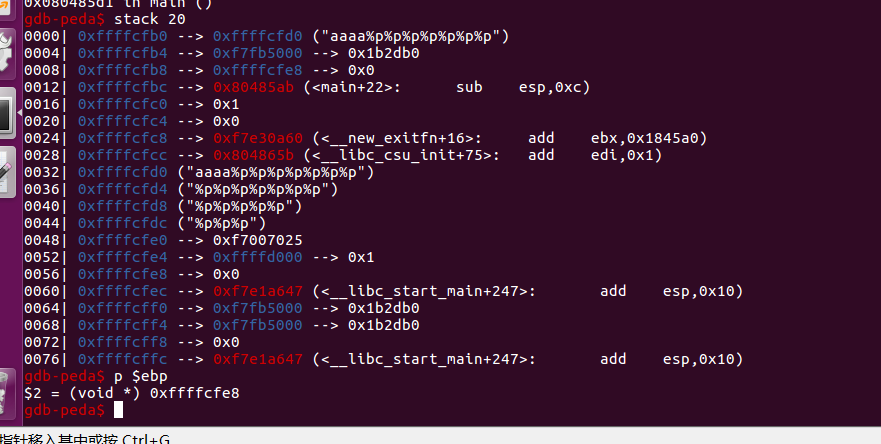 0x080485d1 in main ()
gdb-peda$ stack 20
0000| 0xffffcfb0 --> 0xffffcfd0 ("aaaa%p%p%p%p%p%p%p")
0004| 0xffffcfb4 --> 0xf7fb5000 --> 0x1b2db0
0008| 0xffffcfb8 --> 0xffffcfe8 --> 0x0
0012| 0xffffcfbc --> 0x80485ab (<main+22>: sub esp,0xc)
0016| 0xffffcfc0 --> 0x1
0020| 0xffffcfc4 --> 0x0
0024| 0xffffcfc8 --> 0xf7e30a60 (<__new_exitfn+16>: add ebx,0x1845a0)
0028| 0xffffcfcc --> 0x804865b (<__libc_csu_init+75>: add edi,0x1)
0032| 0xffffcfd0 ("aaaa%p%p%p%p%p%p%p")
0036| 0xffffcfd4 ("%p%p%p%p%p%p%p")
0040| 0xffffcfd8 ("%p%p%p%p%p")
0044| 0xffffcfdc ("%p%p%p")
0048| 0xffffcfe0 --> 0xf7007025
0052| 0xffffcfe4 --> 0xffffd000 --> 0x1
0056| 0xffffcfe8 --> 0x0
0060| 0xffffcfec --> 0xf7e1a647 (<__libc_start_main+247>: add esp,0x10)
0064| 0xffffcff0 --> 0xf7fb5000 --> 0x1b2db0
0068| 0xffffcff4 --> 0xf7fb5000 --> 0x1b2db0
0072| 0xffffcff8 --> 0x0
0076| 0xffffcffc --> 0xf7e1a647 (<__libc_start_main+247>: add esp,0x10)
gdb-peda$ p $ebp
$2 = (void *) 0xffffcfe8
gdb-peda$
指针移入其中或按 Ctrl+G